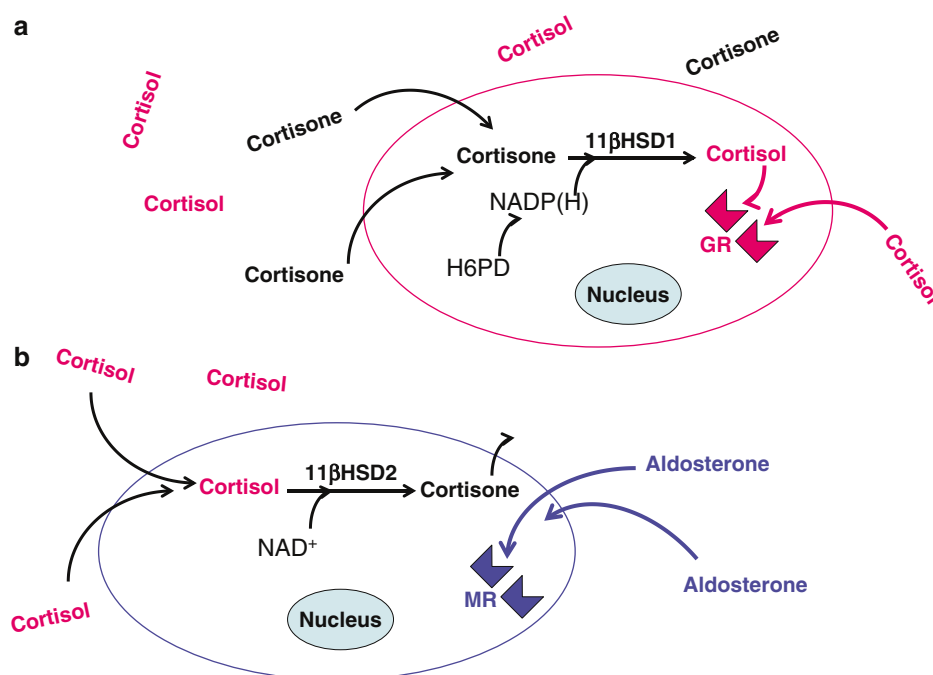 a
Cortisol
Cortisone
Cortisol
Cortisone
Cortisone
11βHSD1
Cortisol
Cortisol
NADP(H)
GR
H6PD
Cortisone
Cortisol
Nucleus
b
Cortisol
Cortisol
Aldosterone
11βHSD2
Cortisol
Cortisone
NAD⁺
Aldosterone
MR
Cortisol
Nucleus